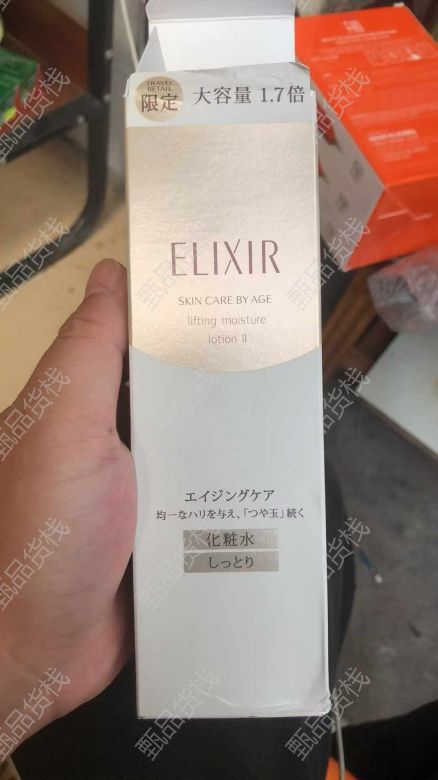 TRAVEL
RETAIL
限定
大容量 1.7倍
ELIXIR
SKIN CARE BY AGE
lifting moisture
lotion II
エイジングケア
均一なハリを与え、「つや玉」続く
化粧水
しっとり
甄品货栈